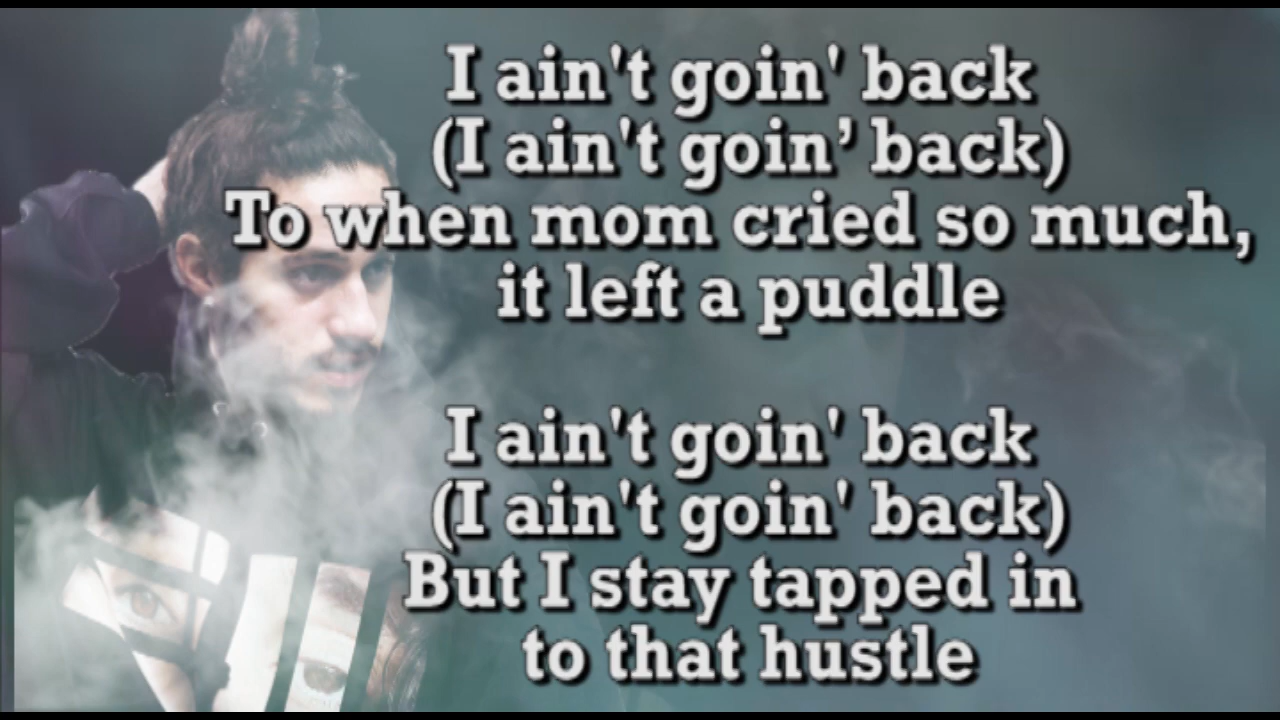 I ain't goin' back
(I ain't goin’ back)
To when mom cried so much,
it left a puddle
I ain't goin' back
(I ain't goin' back)
But I stay tapped in
to that hustle